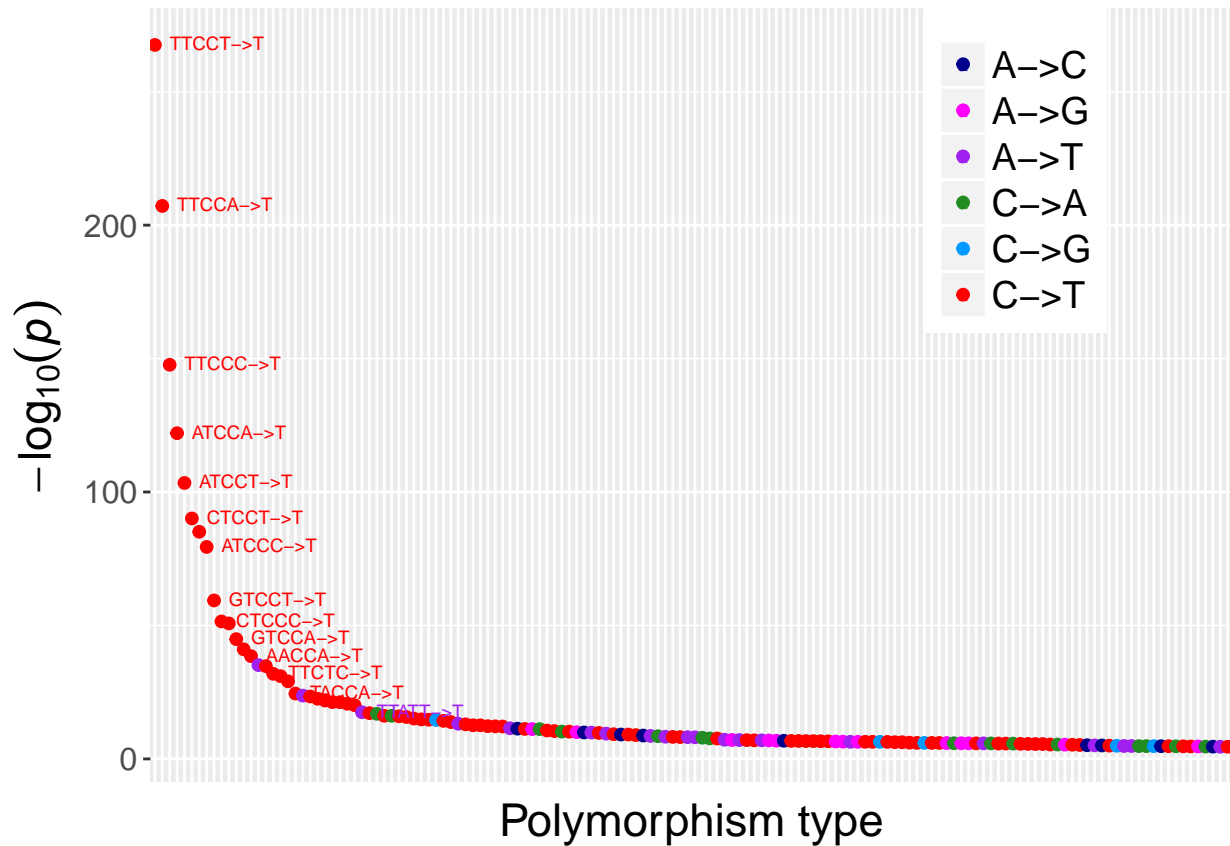 TTCCT->T
A->C
A->G
A->T
TTCCA->T
C->A
200
C->G
C->T
TTCCC->T
ATCCA->T
ATCCT->T
100
CTCCT->T
ATCCC->T
GTCCT->T
CTCCC->T
GTCCA->T
AACCA->T
TTCTC->T
TACCA->T
TTATT->T
0
−log₁₀(p)
Polymorphism type